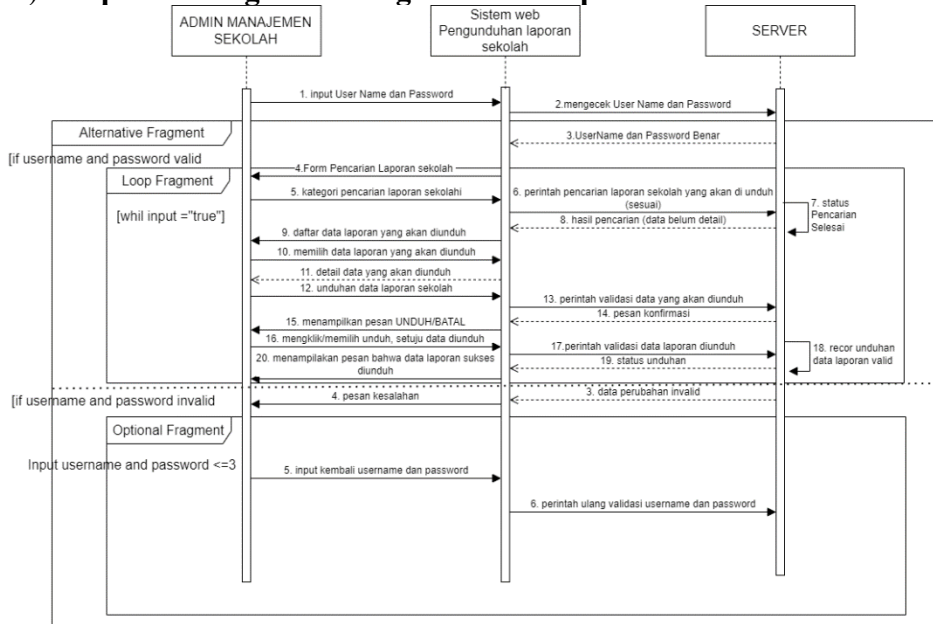 ADMIN MANAJEMEN
SEKOLAH
Sistem web
Pengunduhan laporan
sekolah
SERVER
1. input User Name dan Password
2.mengecek User Name dan Password
Alternative Fragment
3.UserName dan Password Benar
[if username and password valid
4.Form Pencarian Laporan sekolah
Loop Fragment
5. kategori pencarian laporan sekolahi
6. perintah pencarian laporan sekolah yang akan di unduh
(sesuai)
7. status
Pencarian
Selesai
[whil input ="true"]
8. hasil pencarian (data belum detail)
9. daftar data laporan yang akan diunduh
10. memilih data laporan yang akan diunduh
11. detail data yang akan diunduh
12. unduhan data laporan sekolah
13. perintah validasi data yang akan diunduh
14. pesan konfirmasi
15. menampilkan pesan UNDUH/BATAL
16. mengklik/memilih unduh, setuju data diunduh
17.perintah validasi data laporan diunduh
18. recor unduhan
data laporan valid
19. status unduhan
20. menampilakan pesan bahwa data laporan sukses
diunduh
[if username and password invalid
3. data perubahan invalid
4. pesan kesalahan
Optional Fragment
Input username and password <=3
5. input kembali username dan password
6. perintah ulang validasi username dan password